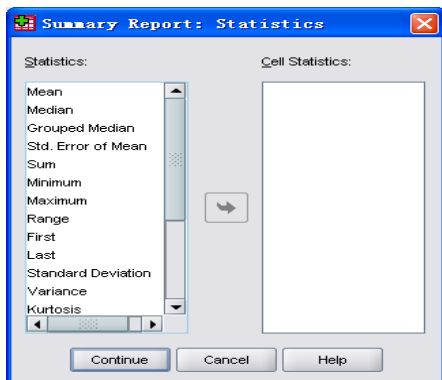 Summary Report: Statistics
Statistics:
Cell Statistics:
Mean
Median
Grouped Median
Std. Error of Mean
Sum
Minimum
Maximum
Range
First
Last
Standard Deviation
Variance
Kurtosis
Continue
Cancel
Help